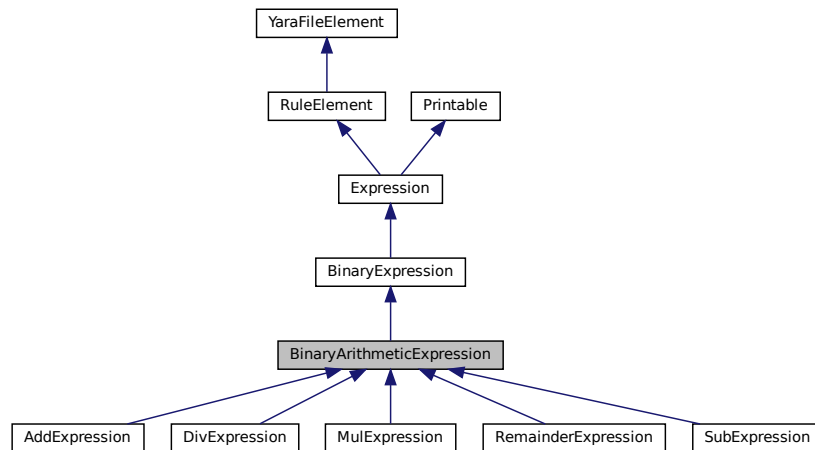 YaraFileElement
RuleElement
Printable
Expression
BinaryExpression
BinaryArithmeticExpression
AddExpression
DivExpression
MulExpression
RemainderExpression
SubExpression